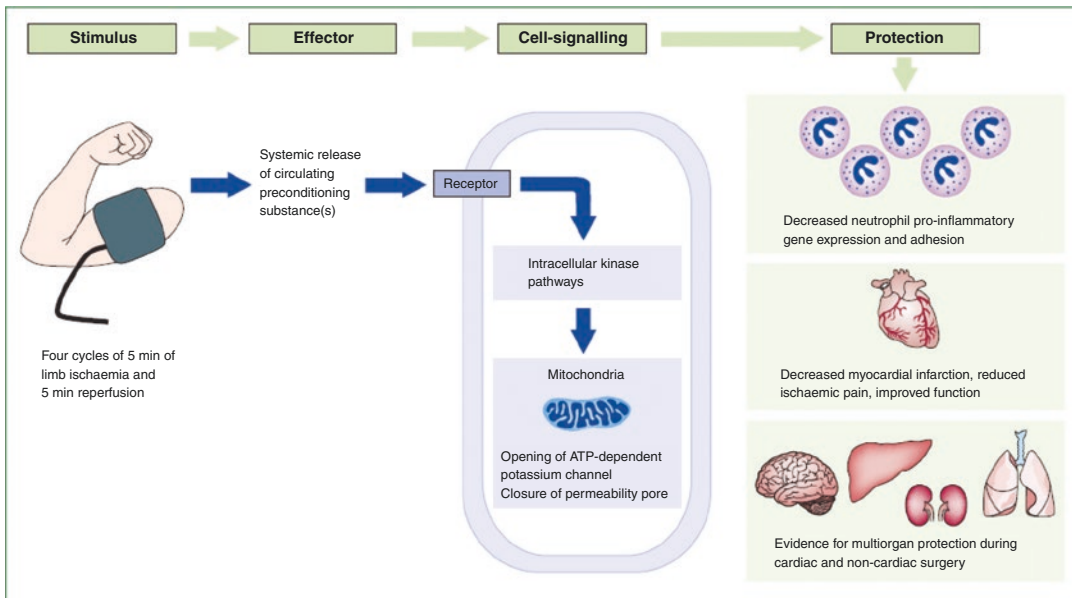 Stimulus
Effector
Cell-signalling
Protection
Four cycles of 5 min of
limb ischaemia and
5 min reperfusion
Systemic release
of circulating
preconditioning
substance(s)
Receptor
Intracellular kinase
pathways
Mitochondria
Opening of ATP-dependent
potassium channel
Closure of permeability pore
Decreased neutrophil pro-inflammatory
gene expression and adhesion
Decreased myocardial infarction, reduced
ischaemic pain, improved function
Evidence for multiorgan protection during
cardiac and non-cardiac surgery